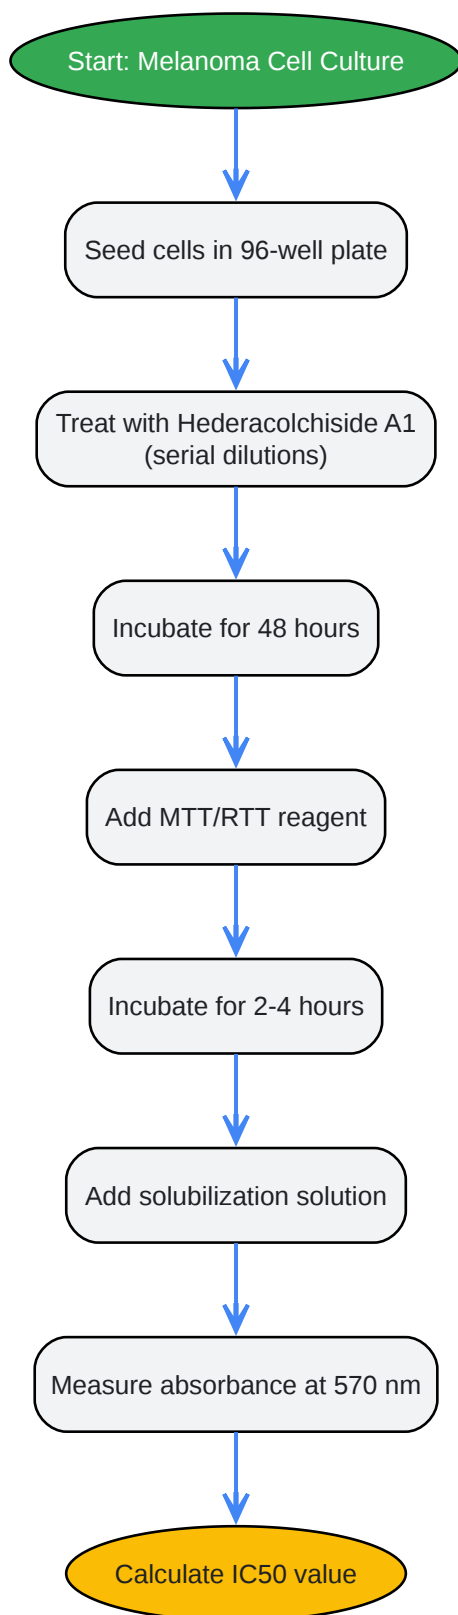 Start: Melanoma Cell Culture
Seed cells in 96-well plate
Treat with Hederacolchiside A1
(serial dilutions)
Incubate for 48 hours
Add MTT/RTT reagent
Incubate for 2-4 hours
Add solubilization solution
Measure absorbance at 570 nm
Calculate IC50 value